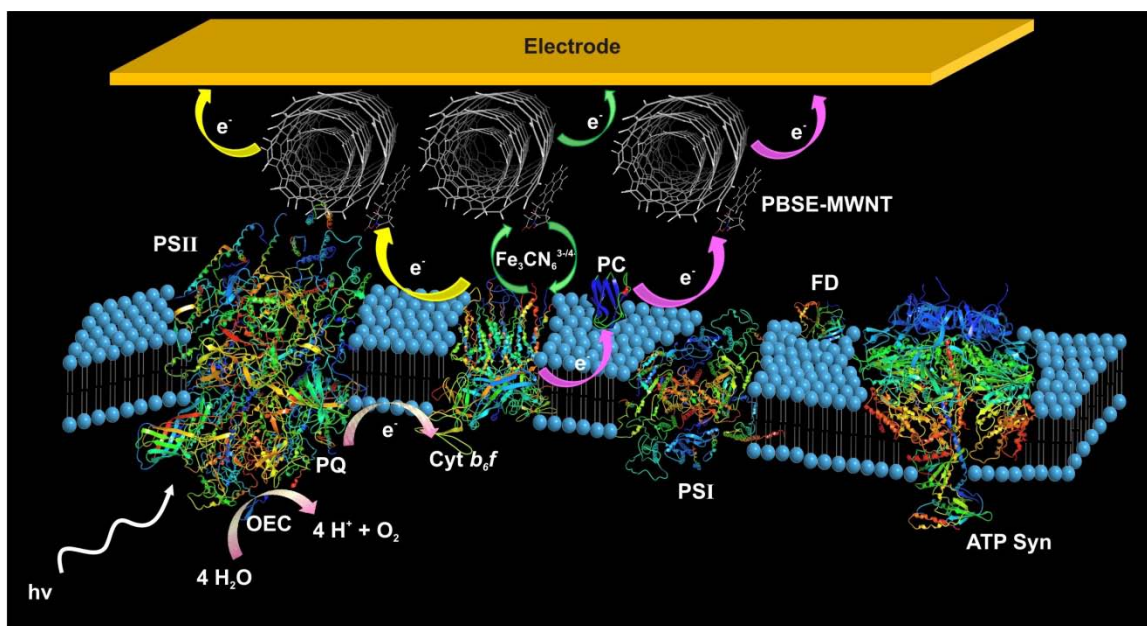 Electrode
e⁻
e⁻
e⁻
PBSE-MWNT
PSII
e⁻
Fe₃CN₆³⁻/⁴⁻
PC
e⁻
FD
e⁻
e⁻
PQ
Cyt b₆f
PSI
OEC
4 H⁺ + O₂
ATP Syn
4 H₂O
hν